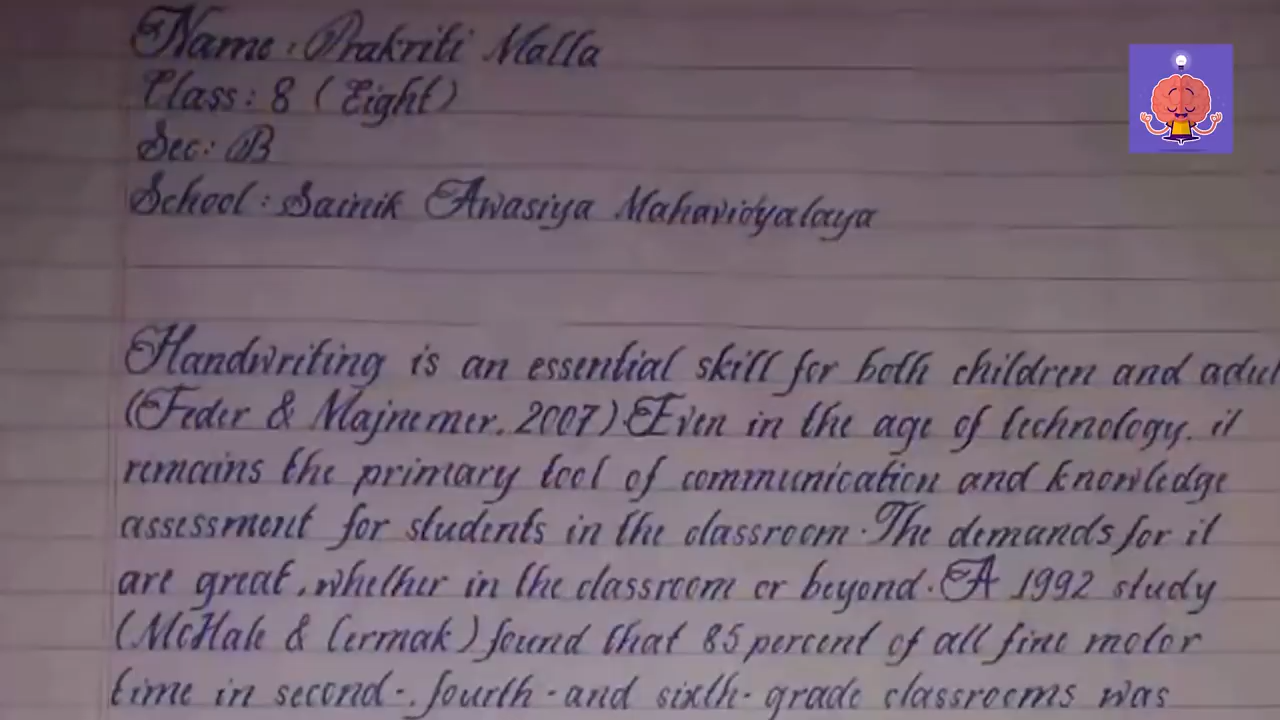 Name : Prakriti Malla
Class : 8 (Eight)
Sec : B
School : Sainik Awasiya Mahavidyalaya
Handwriting is an essential skill for both children and adul
(Feder & Majnemer, 2007). Even in the age of technology, it
remains the primary tool of communication and knowledge
assessment for students in the classroom. The demands for it
are great, whether in the classroom or beyond. A 1992 study
(McHale & Cermak) found that 85 percent of all fine motor
time in second-, fourth-and sixth-grade classrooms was